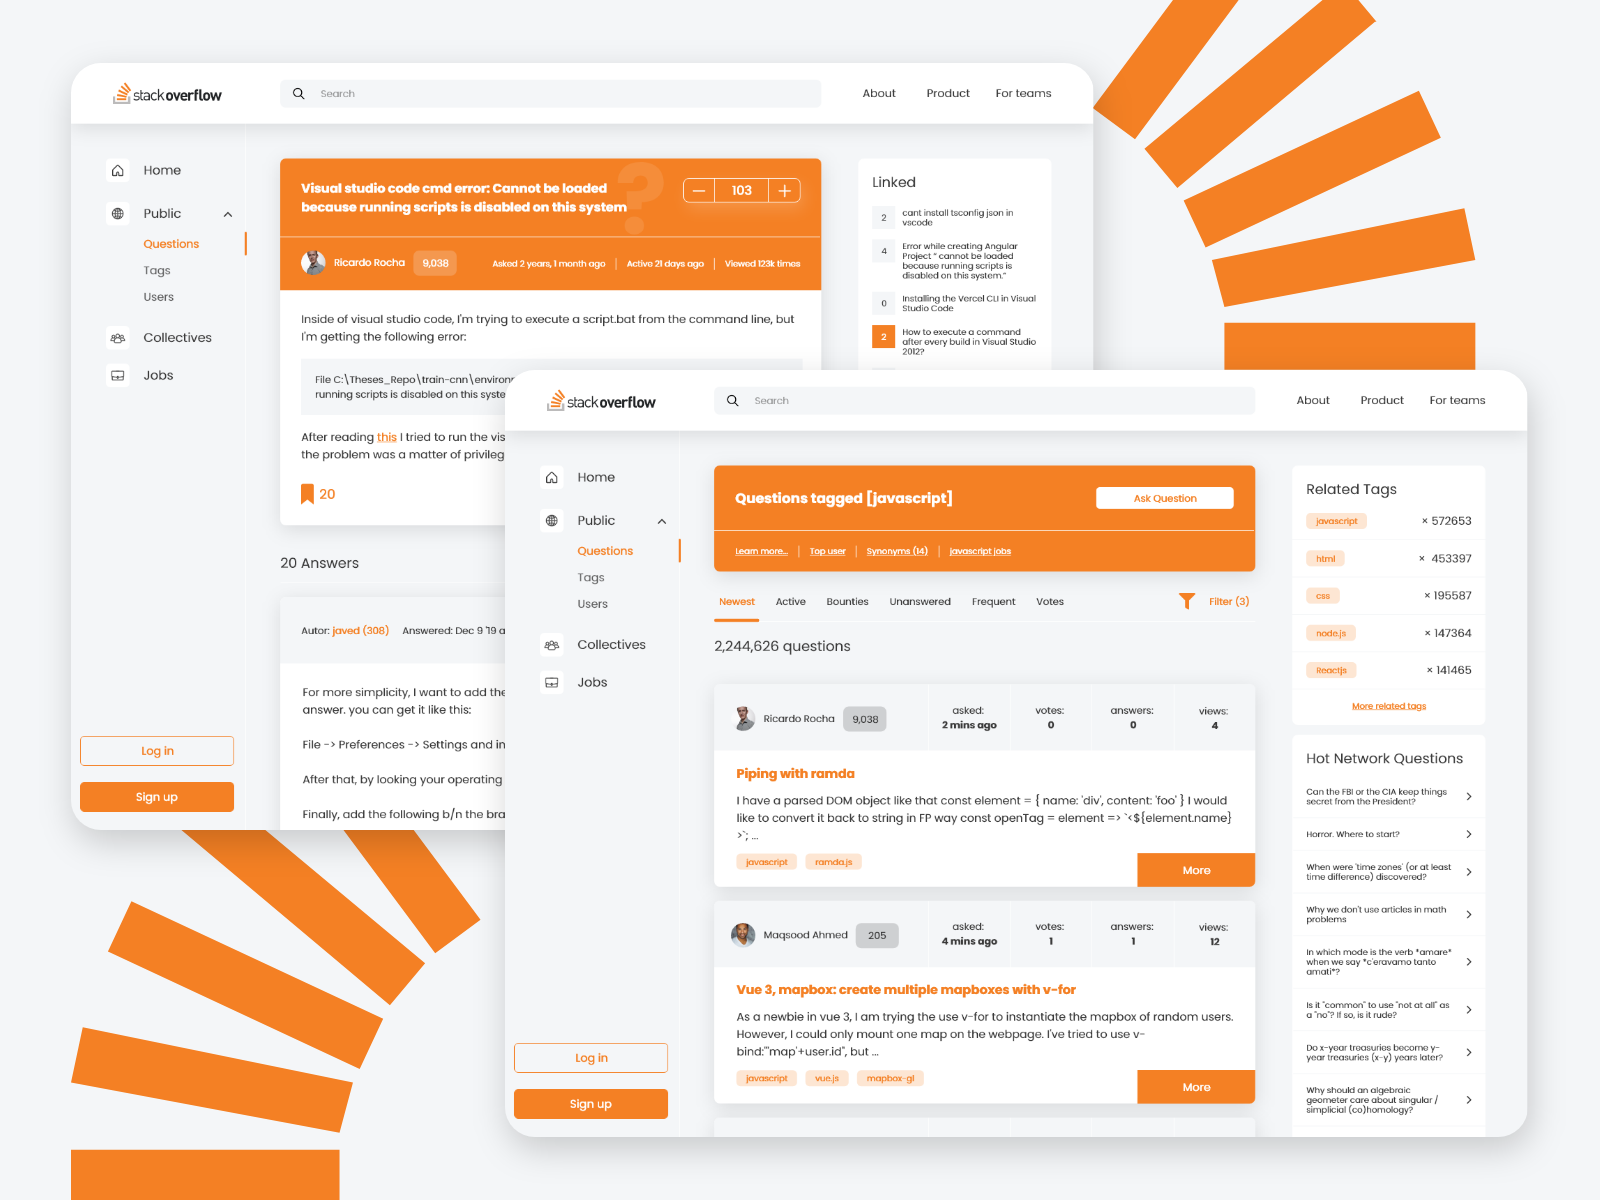 stackoverflow
Search
About
Product
For teams
Home
Public
Questions
Tags
Users
Collectives
Jobs
Log in
Sign up
?
Visual studio code cmd error: Cannot be loaded
because running scripts is disabled on this system
103
Ricardo Rocha
9,038
Asked 2 years, 1 month ago
Active 21 days ago
Viewed 123k times
Inside of visual studio code, I'm trying to execute a script.bat from the command line, but
I'm getting the following error:
File C:\Theses_Repo\train-cnn\environ
running scripts is disabled on this syste
After reading this I tried to run the vis
the problem was a matter of privileg
20
20 Answers
Autor: javed (308)
Answered: Dec 9 '19 a
For more simplicity, I want to add the
answer. you can get it like this:
File -> Preferences -> Settings and in
After that, by looking your operating
Finally, add the following b/n the bra
Linked
2
cant install tsconfig json in
vscode
4
Error while creating Angular
Project " cannot be loaded
because running scripts is
disabled on this system."
0
Installing the Vercel CLI in Visual
Studio Code
2
How to execute a command
after every build in Visual Studio
2012?
stackoverflow
Search
About
Product
For teams
Home
Public
Questions
Tags
Users
Collectives
Jobs
Log in
Sign up
Questions tagged [javascript]
Ask Question
Learn more...
Top user
Synonyms (14)
javascript jobs
Newest
Active
Bounties
Unanswered
Frequent
Votes
Filter (3)
2,244,626 questions
Ricardo Rocha
9,038
asked:
2 mins ago
votes:
0
answers:
0
views:
4
Piping with ramda
I have a parsed DOM object like that const element = { name: 'div', content: 'foo' } I would
like to convert it back to string in FP way const openTag = element => `<${element.name}
>`; ...
javascript
ramda.js
More
Maqsood Ahmed
205
asked:
4 mins ago
votes:
1
answers:
1
views:
12
Vue 3, mapbox: create multiple mapboxes with v-for
As a newbie in vue 3, I am trying the use v-for to instantiate the mapbox of random users.
However, I could only mount one map on the webpage. I've tried to use v-
bind:"'map'+user.id", but ...
javascript
vue.js
mapbox-gl
More
Related Tags
javascript
× 572653
html
× 453397
css
× 195587
node.js
× 147364
Reactjs
× 141465
More related tags
Hot Network Questions
Can the FBI or the CIA keep things
secret from the President?
Horror. Where to start?
When were 'time zones' (or at least
time difference) discovered?
Why we don't use articles in math
problems
In which mode is the verb *amare*
when we say *c'eravamo tanto
amati*?
Is it "common" to use "not at all" as
a "no"? If so, is it rude?
Do x-year treasuries become y-
year treasuries (x-y) years later?
Why should an algebraic
geometer care about singular /
simplicial (co)homology?